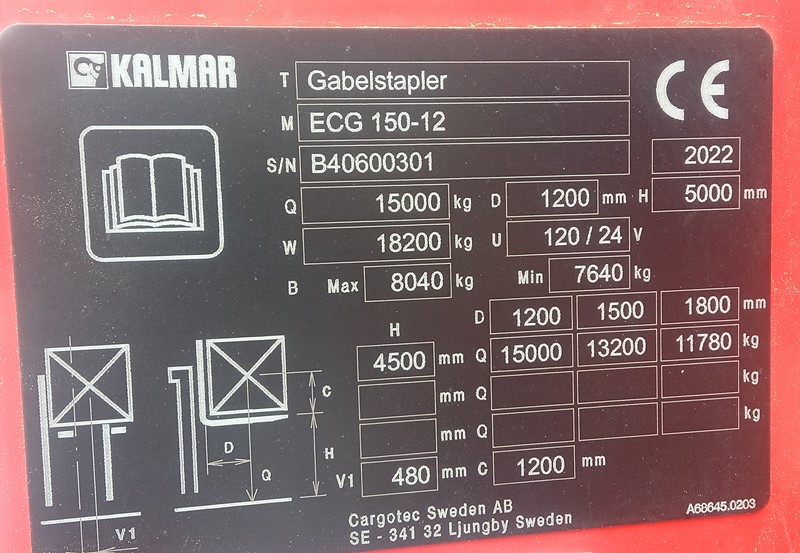 KALMAR
T Gabelstapler
CE
M ECG 150-12
S/N B40600301 2022
Q 15000 kg D 1200 mm H 5000 mm
W 18200 kg U 120 / 24 V
B Max 8040 kg Min 7640 kg
H D 1200 1500 1800 mm
4500 mm Q 15000 13200 11780 kg
mm Q kg
mm Q kg
V1 480 mm C 1200 mm
C
D
H
Q
V1
Cargotec Sweden AB
SE - 341 32 Ljungby Sweden
A68645.0203